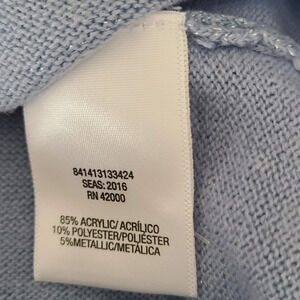 841413133424
SEAS: 2016
RN 42000
85% ACRYLIC/ ACRÍLICO
10% POLYESTER/POLIÉSTER
5%METALLIC/METÁLICA